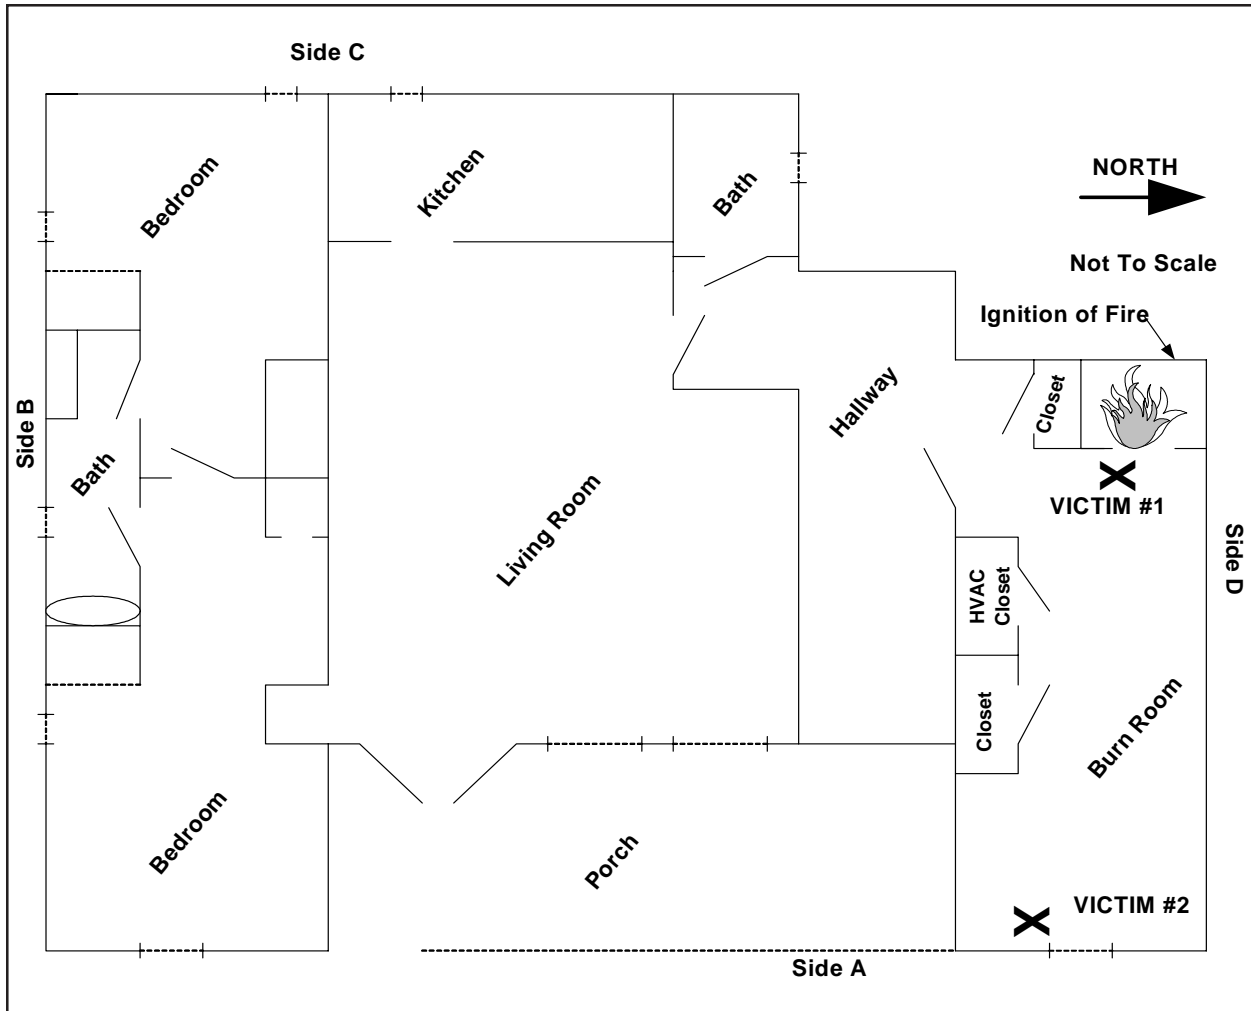 Side C
Bedroom
Kitchen
Bath
NORTH
Not To Scale
Ignition of Fire
Side B
Bath
Living Room
Hallway
Closet
X
VICTIM #1
Side D
HVAC
Closet
Closet
Burn Room
Bedroom
Porch
X
VICTIM #2
Side A